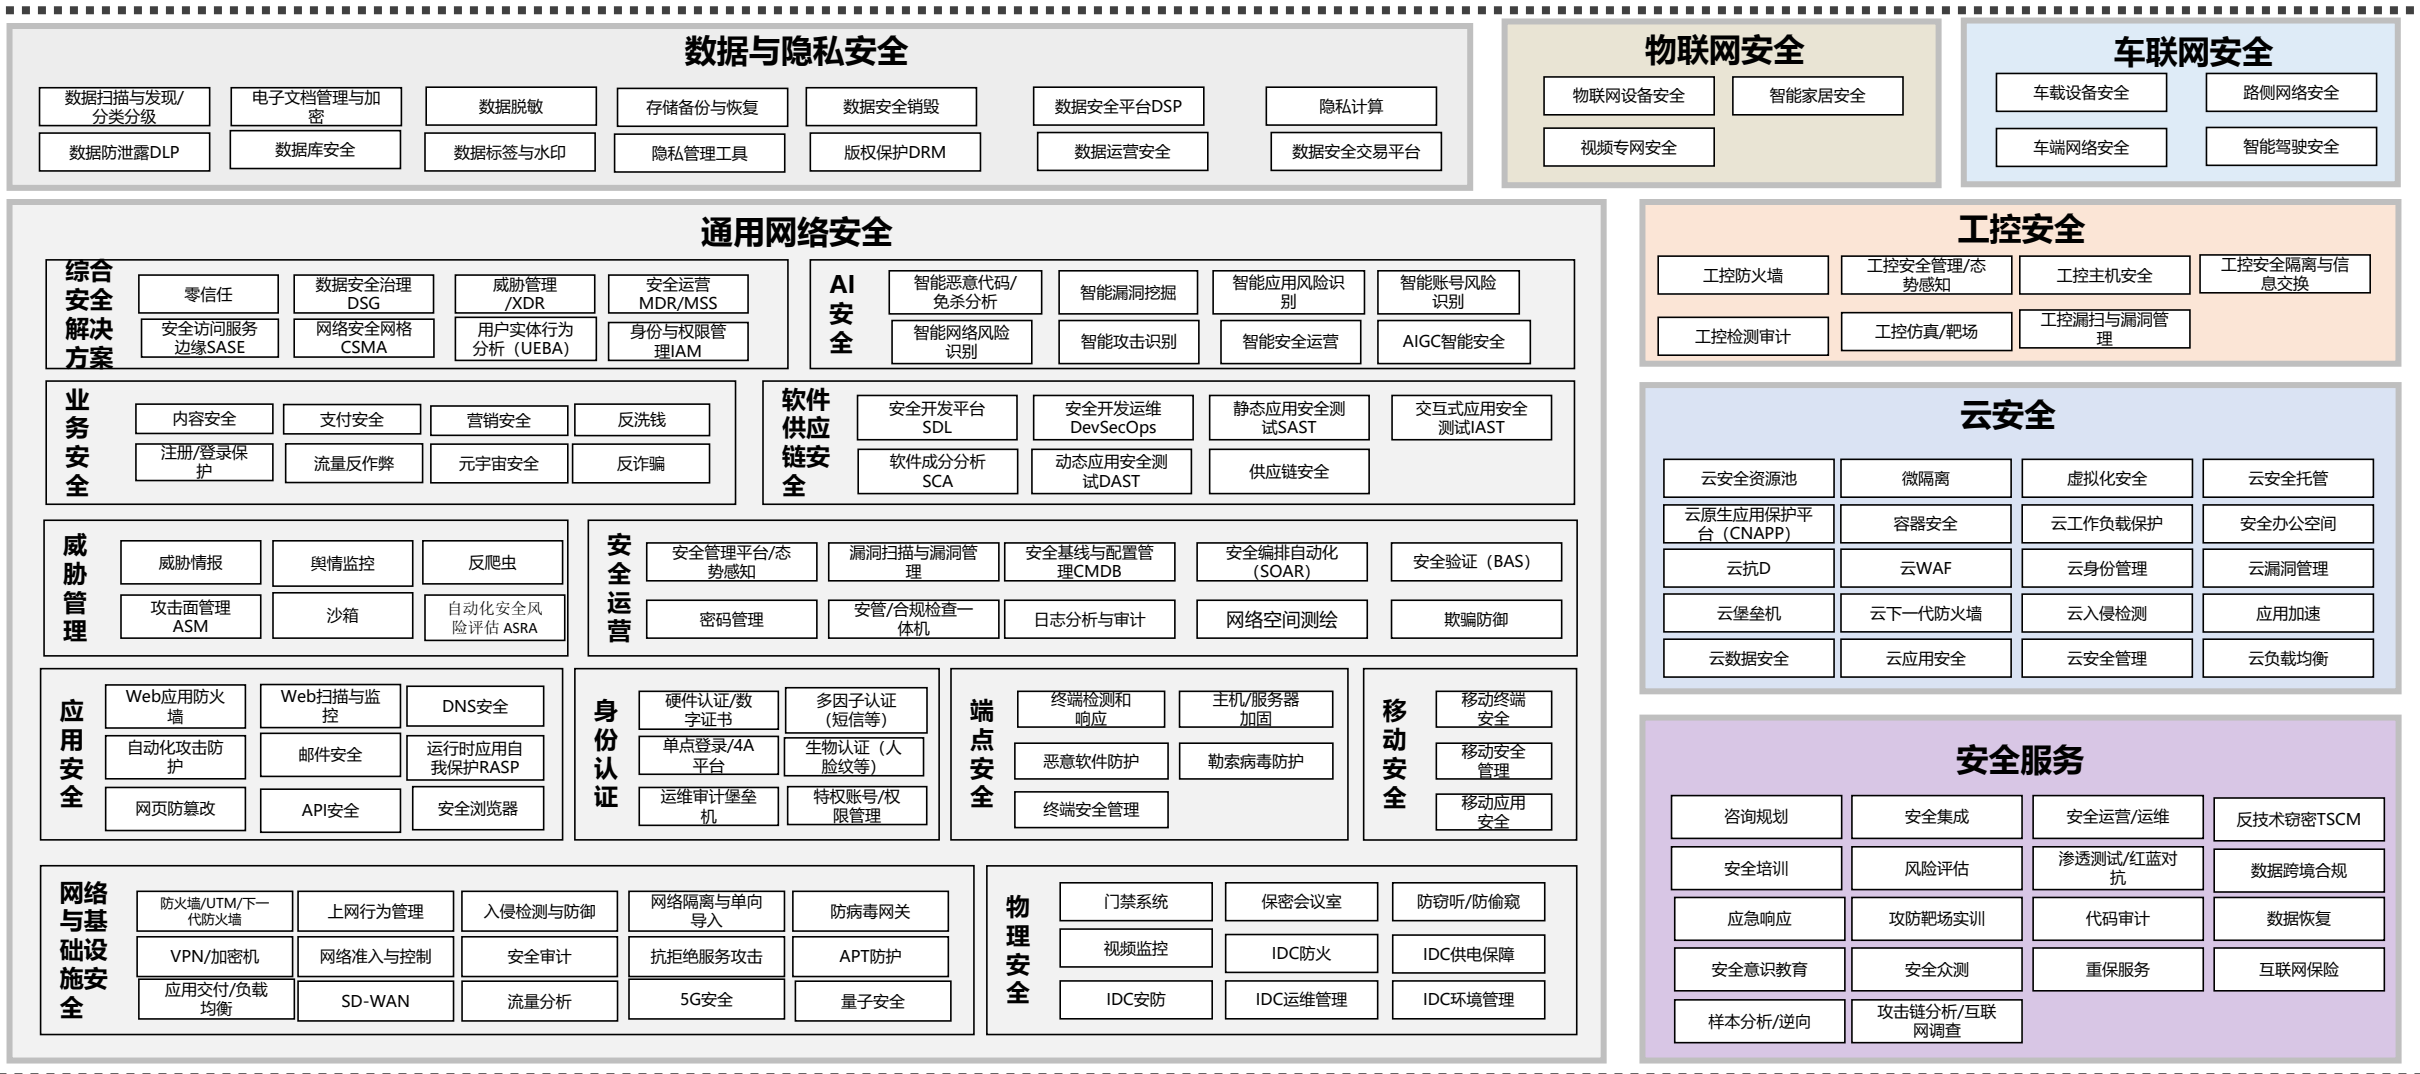 数据与隐私安全
数据扫描与发现/
分类分级
电子文档管理与加
密
数据脱敏
存储备份与恢复
数据安全销毁
数据安全平台DSP
隐私计算
数据防泄露DLP
数据库安全
数据标签与水印
隐私管理工具
版权保护DRM
数据运营安全
数据安全交易平台
物联网安全
物联网设备安全
智能家居安全
视频专网安全
车联网安全
车载设备安全
路侧网络安全
车端网络安全
智能驾驶安全
通用网络安全
综合
安全
解决
方案
零信任
数据安全治理
DSG
威胁管理
/XDR
安全运营
MDR/MSS
安全访问服务
边缘SASE
网络安全网格
CSMA
用户实体行为
分析（UEBA）
身份与权限管
理IAM
AI
安
全
智能恶意代码/
免杀分析
智能漏洞挖掘
智能应用风险识
别
智能账号风险
识别
智能网络风险
识别
智能攻击识别
智能安全运营
AIGC智能安全
业
务
安
全
内容安全
支付安全
营销安全
反洗钱
注册/登录保
护
流量反作弊
元宇宙安全
反诈骗
软件
供应
链安
全
安全开发平台
SDL
安全开发运维
DevSecOps
静态应用安全测
试SAST
交互式应用安全
测试IAST
软件成分分析
SCA
动态应用安全测
试DAST
供应链安全
威
胁
管
理
威胁情报
舆情监控
反爬虫
攻击面管理
ASM
沙箱
自动化安全风
险评估 ASRA
安
全
运
营
安全管理平台/态
势感知
漏洞扫描与漏洞管
理
安全基线与配置管
理CMDB
安全编排自动化
（SOAR）
安全验证（BAS）
密码管理
安管/合规检查一
体机
日志分析与审计
网络空间测绘
欺骗防御
应
用
安
全
Web应用防火
墙
Web扫描与监
控
DNS安全
自动化攻击防
护
邮件安全
运行时应用自
我保护RASP
网页防篡改
API安全
安全浏览器
身
份
认
证
硬件认证/数
字证书
多因子认证
（短信等）
单点登录/4A
平台
生物认证（人
脸纹等）
运维审计堡垒
机
特权账号/权
限管理
端
点
安
全
终端检测和
响应
主机/服务器
加固
恶意软件防护
勒索病毒防护
终端安全管理
移
动
安
全
移动终端
安全
移动安全
管理
移动应用
安全
网络
与基
础设
施安
全
防火墙/UTM/下一
代防火墙
上网行为管理
入侵检测与防御
网络隔离与单向
导入
防病毒网关
VPN/加密机
网络准入与控制
安全审计
抗拒绝服务攻击
APT防护
应用交付/负载
均衡
SD-WAN
流量分析
5G安全
量子安全
物
理
安
全
门禁系统
保密会议室
防窃听/防偷窥
视频监控
IDC防火
IDC供电保障
IDC安防
IDC运维管理
IDC环境管理
工控安全
工控防火墙
工控安全管理/态
势感知
工控主机安全
工控安全隔离与信
息交换
工控检测审计
工控仿真/靶场
工控漏扫与漏洞管
理
云安全
云安全资源池
微隔离
虚拟化安全
云安全托管
云原生应用保护平
台（CNAPP）
容器安全
云工作负载保护
安全办公空间
云抗D
云WAF
云身份管理
云漏洞管理
云堡垒机
云下一代防火墙
云入侵检测
应用加速
云数据安全
云应用安全
云安全管理
云负载均衡
安全服务
咨询规划
安全集成
安全运营/运维
反技术窃密TSCM
安全培训
风险评估
渗透测试/红蓝对
抗
数据跨境合规
应急响应
攻防靶场实训
代码审计
数据恢复
安全意识教育
安全众测
重保服务
互联网保险
样本分析/逆向
攻击链分析/互联
网调查